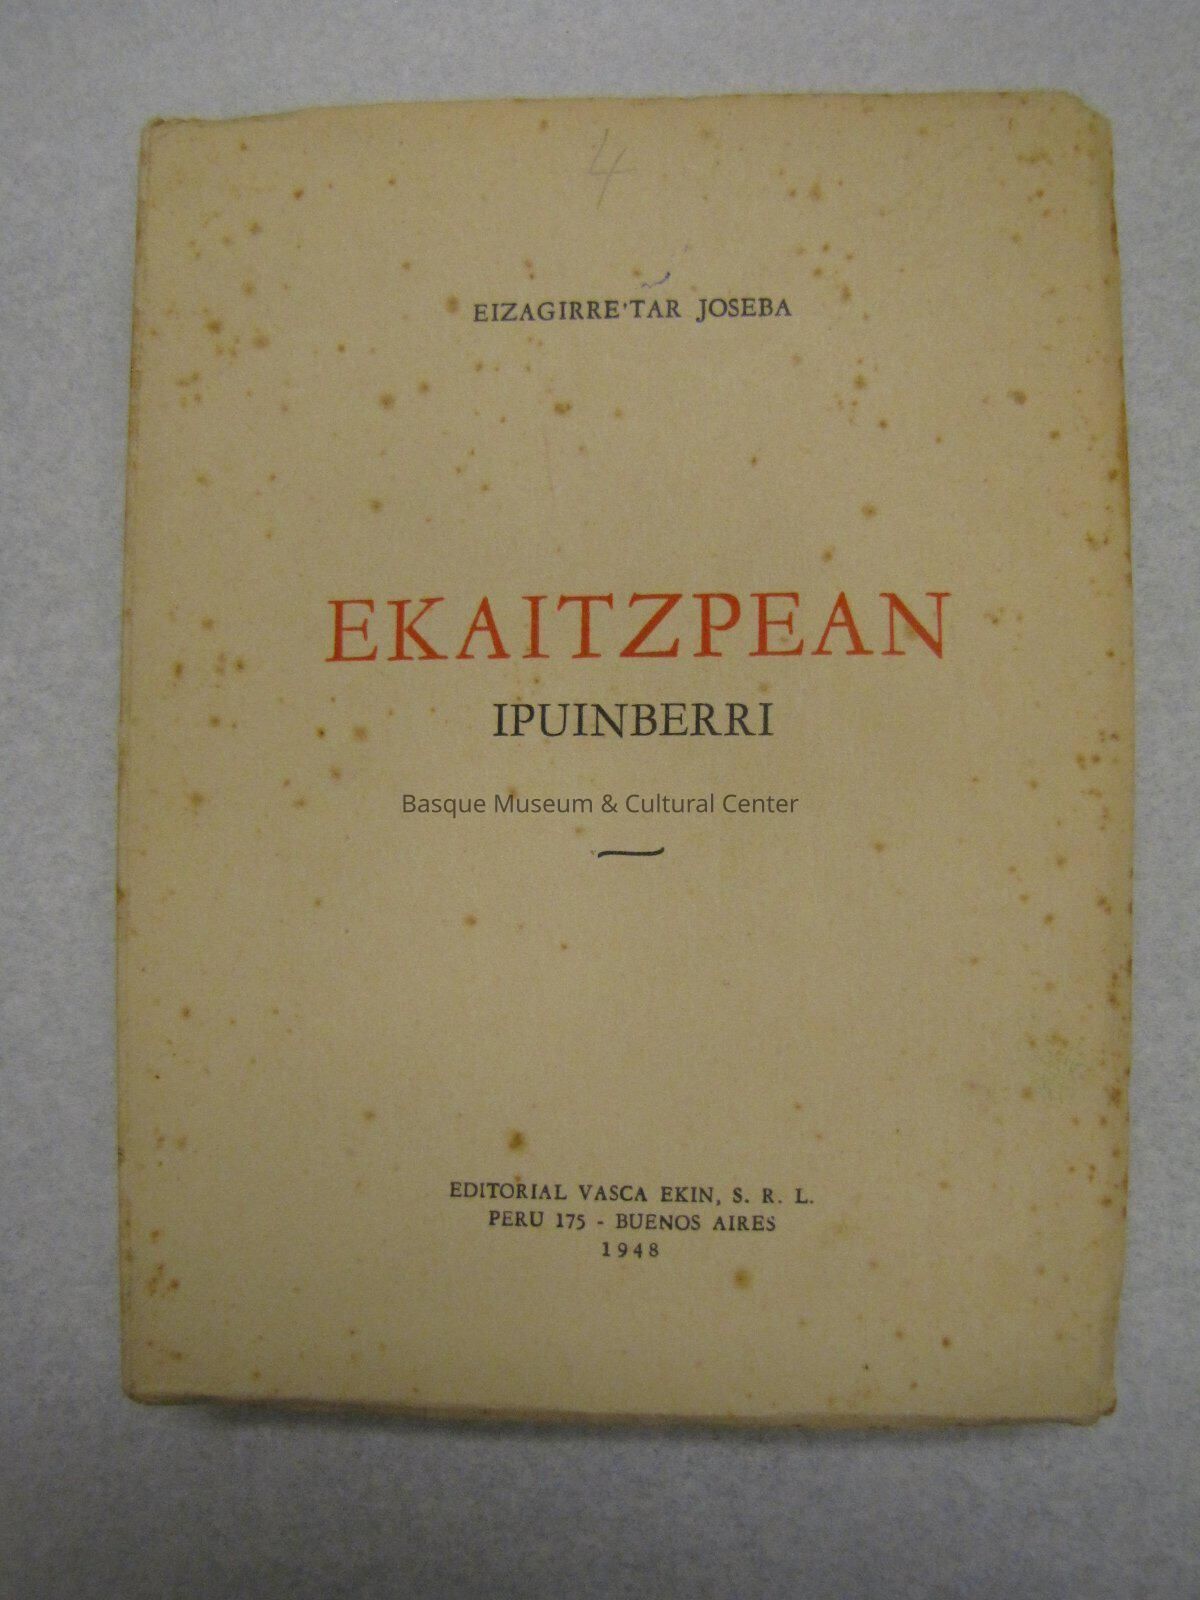 4
EIZAGIRRE'TAR JOSEBA
EKAITZPEAN
IPUINBERRI
Basque Museum & Cultural Center
EDITORIAL VASCA EKIN, S. R. L.
PERU 175 - BUENOS AIRES
1948